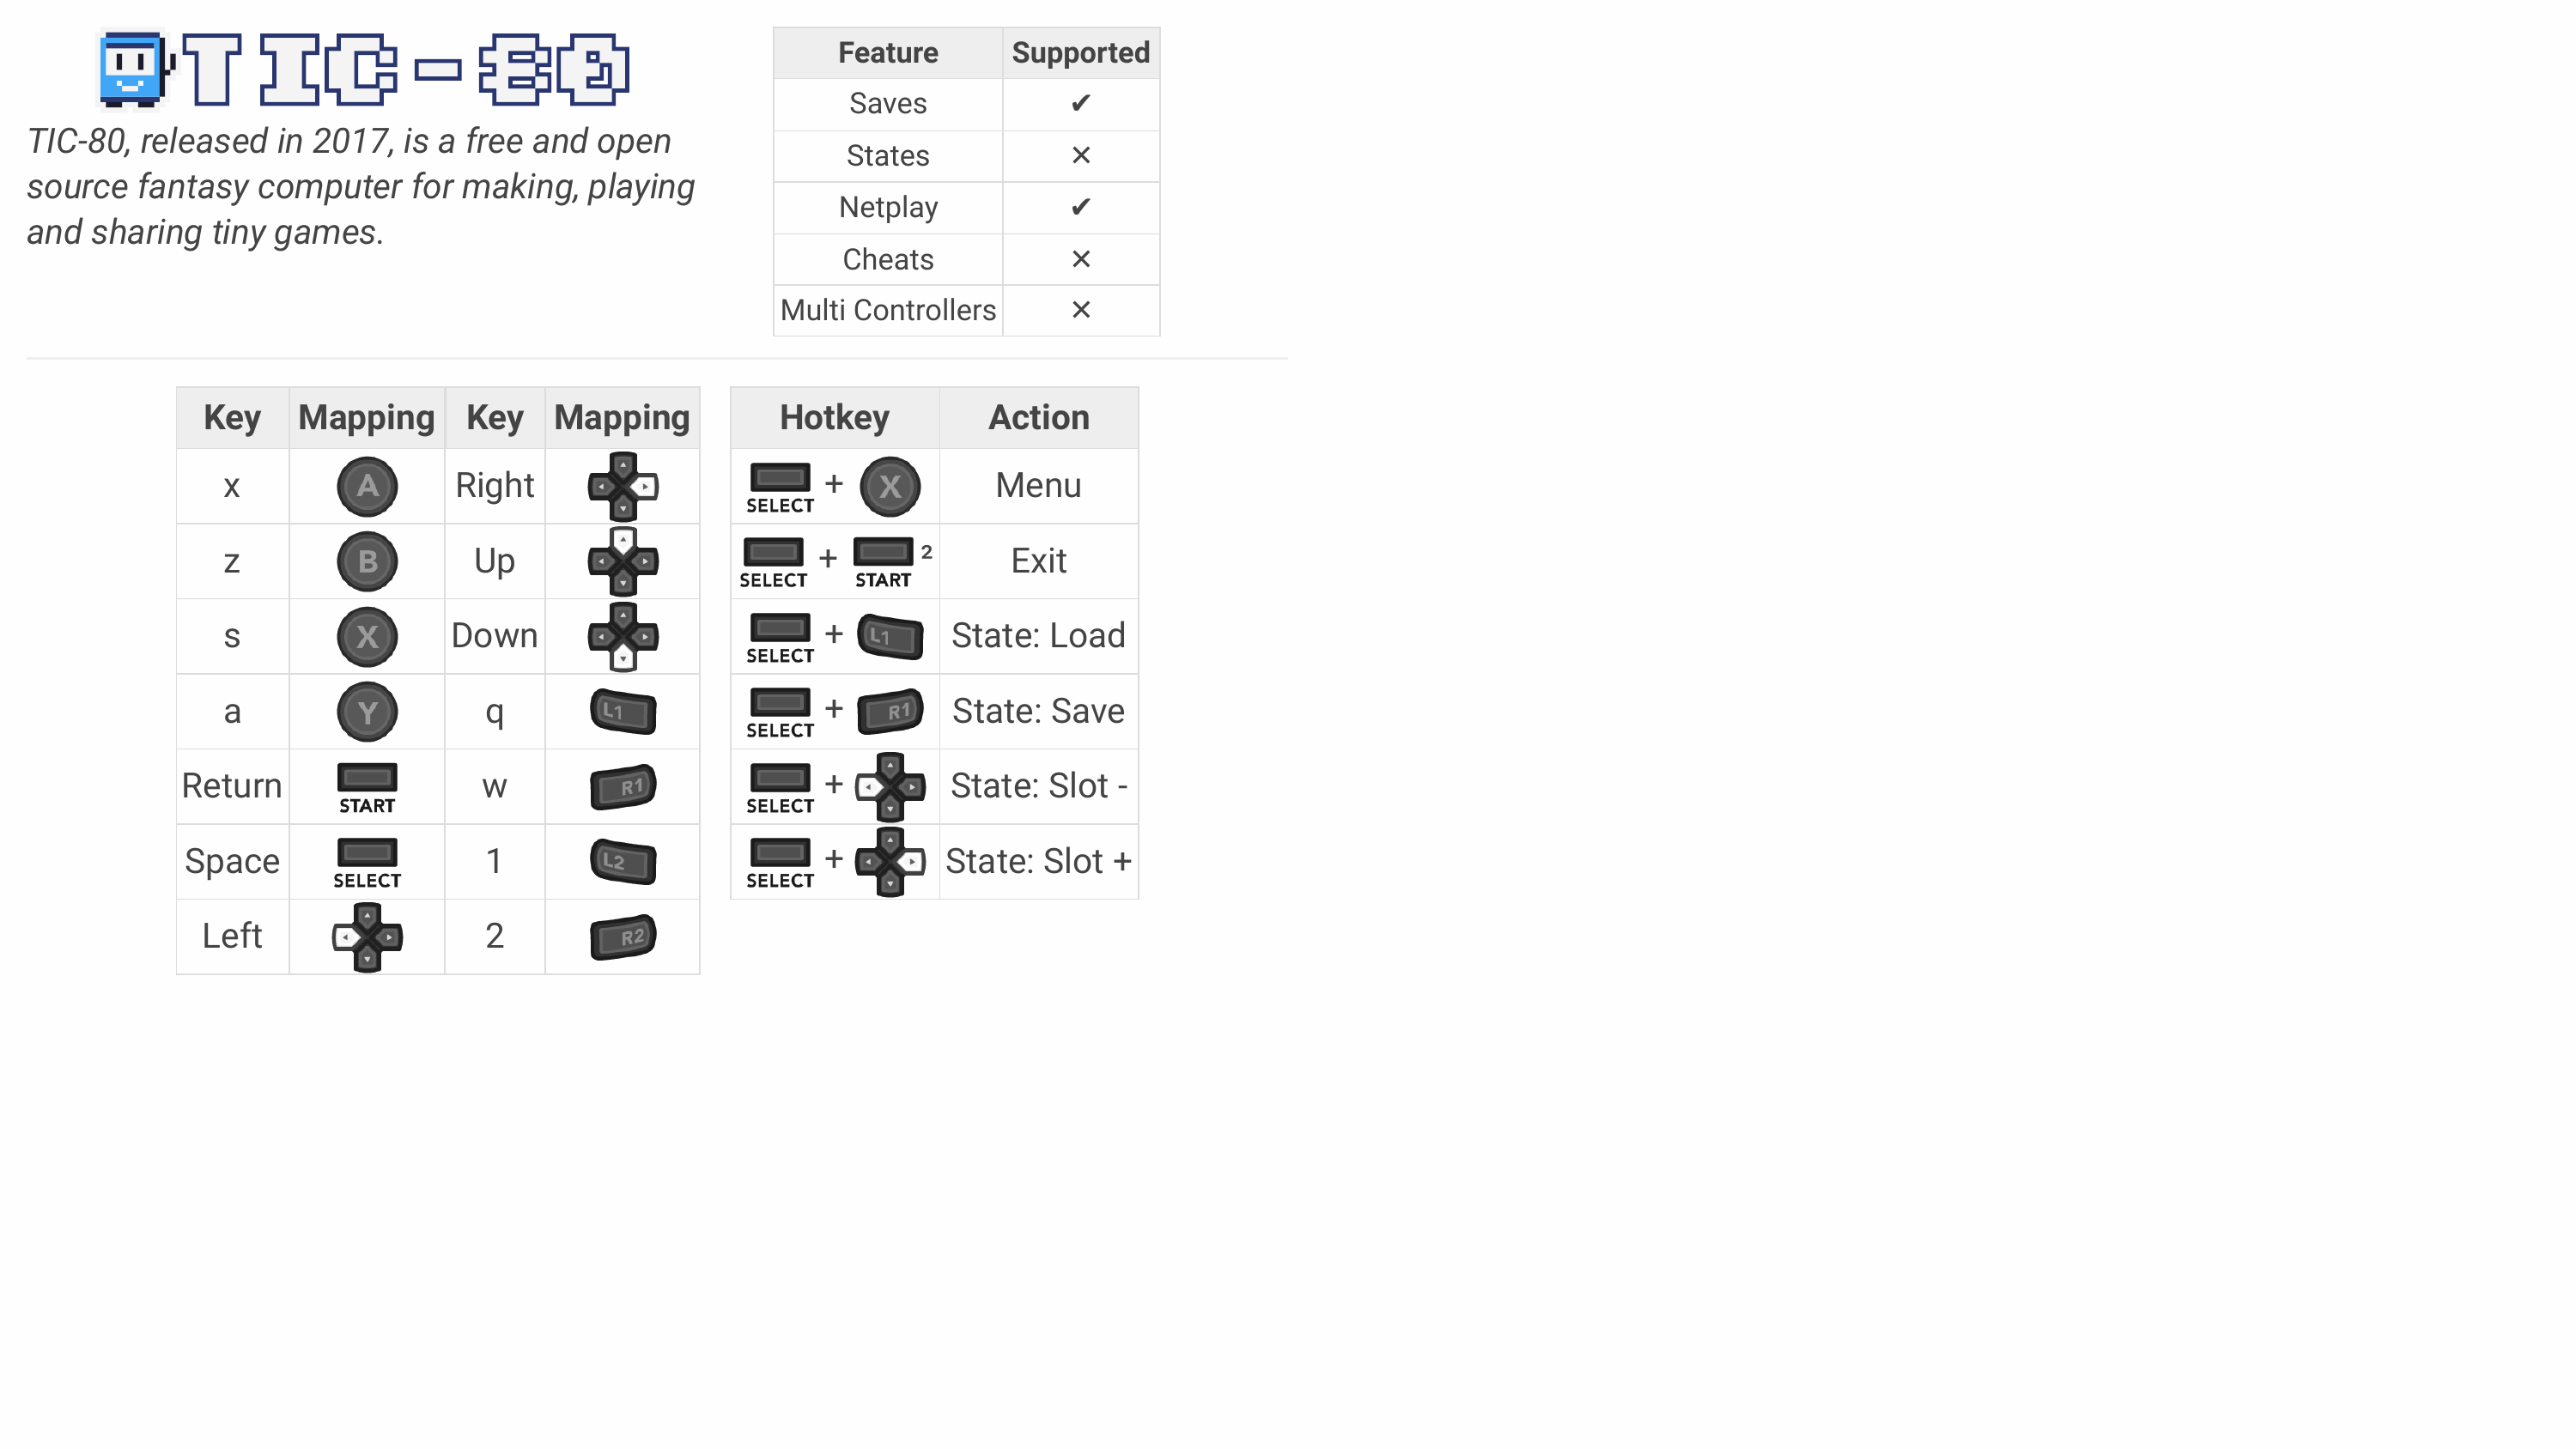 TIC-80
TIC-80, released in 2017, is a free and open
source fantasy computer for making, playing
and sharing tiny games.
Feature Supported
Saves ✔
States ✕
Netplay ✔
Cheats ✕
Multi Controllers ✕
Key Mapping Key Mapping
x A Right
z B Up
s X Down
a Y q L1
Return START w R1
Space SELECT 1 L2
Left 2 R2
Hotkey Action
SELECT + X Menu
SELECT + START 2 Exit
SELECT + L1 State: Load
SELECT + R1 State: Save
SELECT + State: Slot -
SELECT + State: Slot +